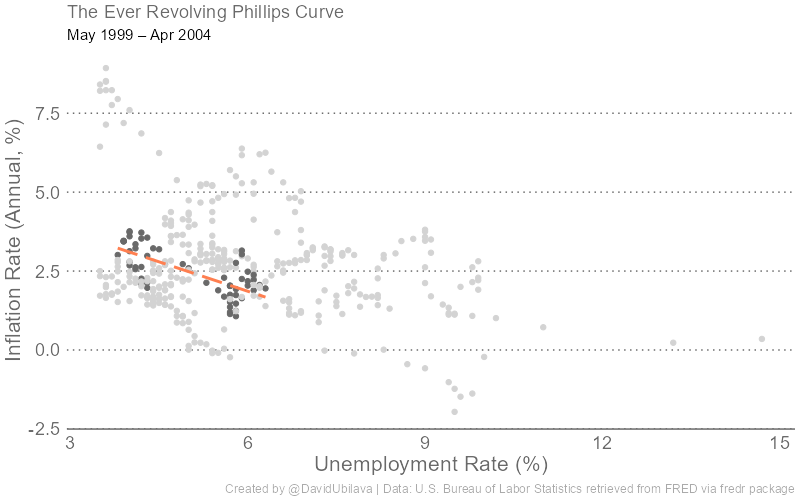 The Ever Revolving Phillips Curve
May 1999 – Apr 2004
Inflation Rate (Annual, %)
7.5
5.0
2.5
0.0
-2.5
3 6 9 12 15
Unemployment Rate (%)
Created by @DavidUbilava | Data: U.S. Bureau of Labor Statistics retrieved from FRED via fredr package